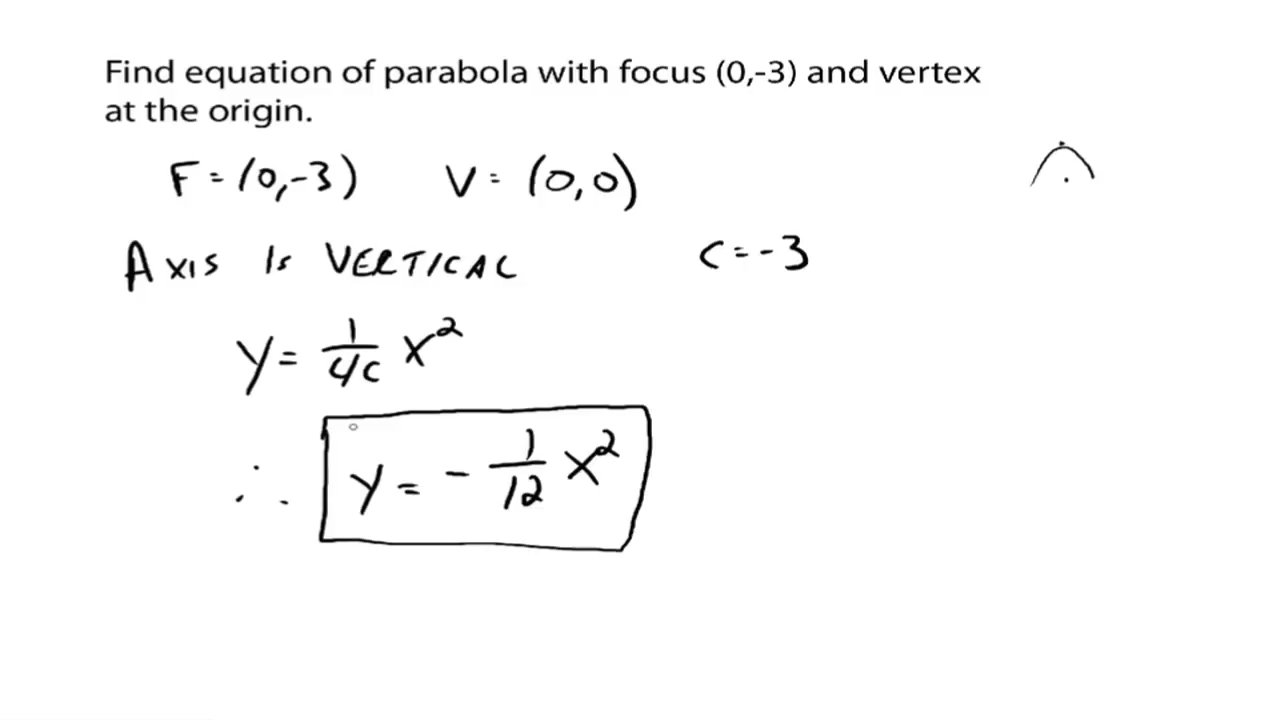 Find equation of parabola with focus (0,-3) and vertex
at the origin.
F = (0,-3) V = (0,0)
AXIS IS VERTICAL C = -3
y = 1/4C x²
∴ y = - 1/12 x²